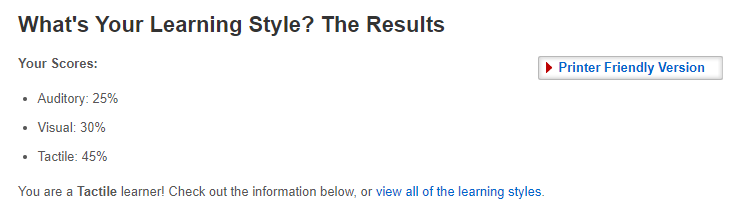 What's Your Learning Style? The Results
Your Scores:
Printer Friendly Version
Auditory: 25%
Visual: 30%
Tactile: 45%
You are a Tactile learner! Check out the information below, or view all of the learning styles.